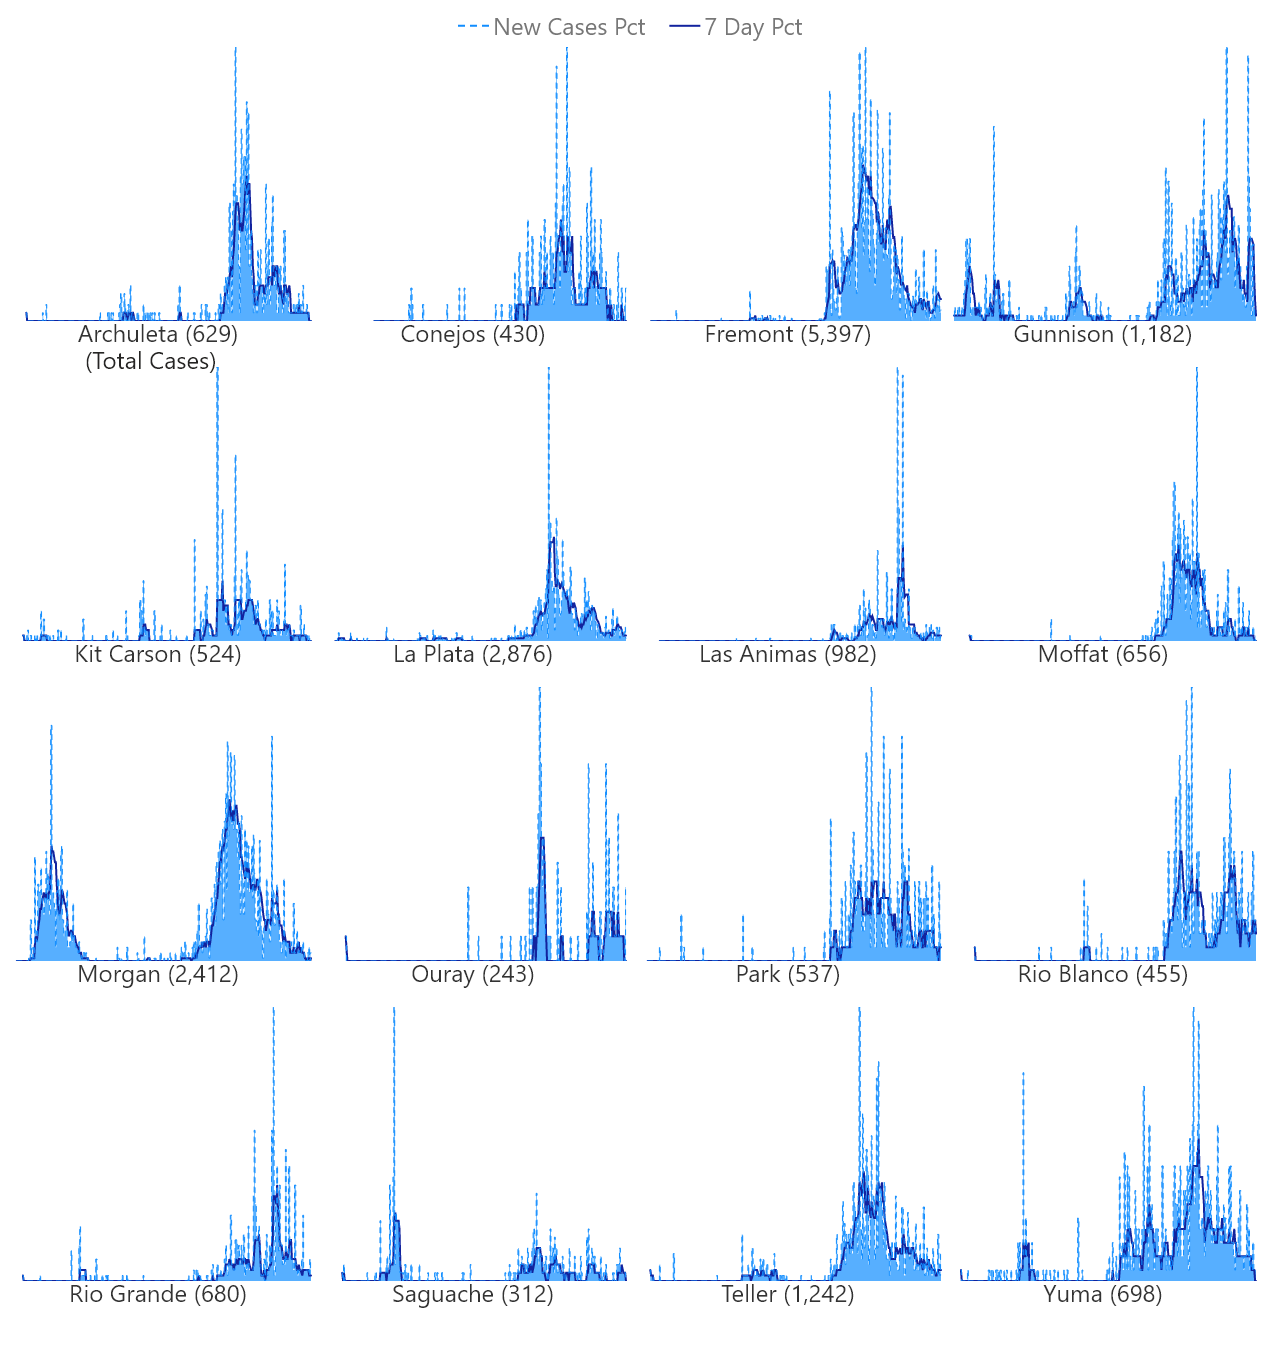 New Cases Pct 7 Day Pct
Archuleta (629) Conejos (430) Fremont (5,397) Gunnison (1,182)
(Total Cases)
Kit Carson (524) La Plata (2,876) Las Animas (982) Moffat (656)
Morgan (2,412) Ouray (243) Park (537) Rio Blanco (455)
Rio Grande (680) Saguache (312) Teller (1,242) Yuma (698)